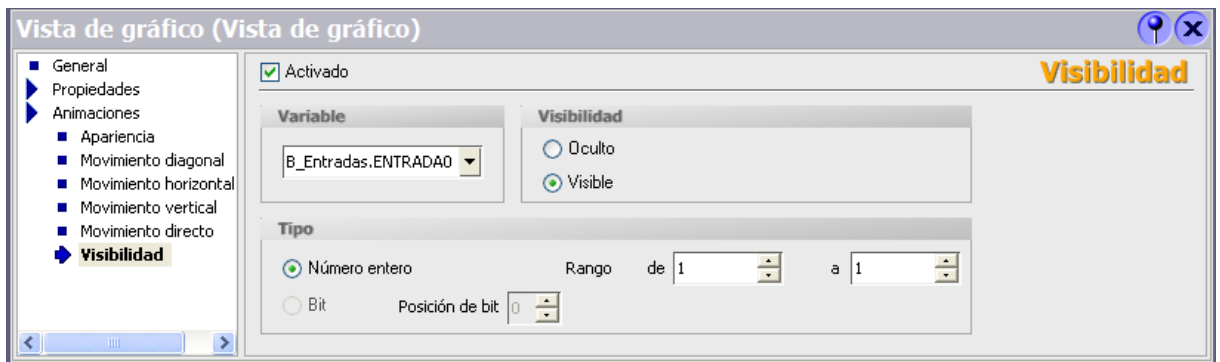 Vista de gráfico (Vista de gráfico)
General
Propiedades
Animaciones
Apariencia
Movimiento diagonal
Movimiento horizontal
Movimiento vertical
Movimiento directo
Visibilidad
Activado
Visibilidad
Variable
B_Entradas.ENTRADA0
Visibilidad
Oculto
Visible
Tipo
Número entero Rango de 1 a 1
Bit Posición de bit 0